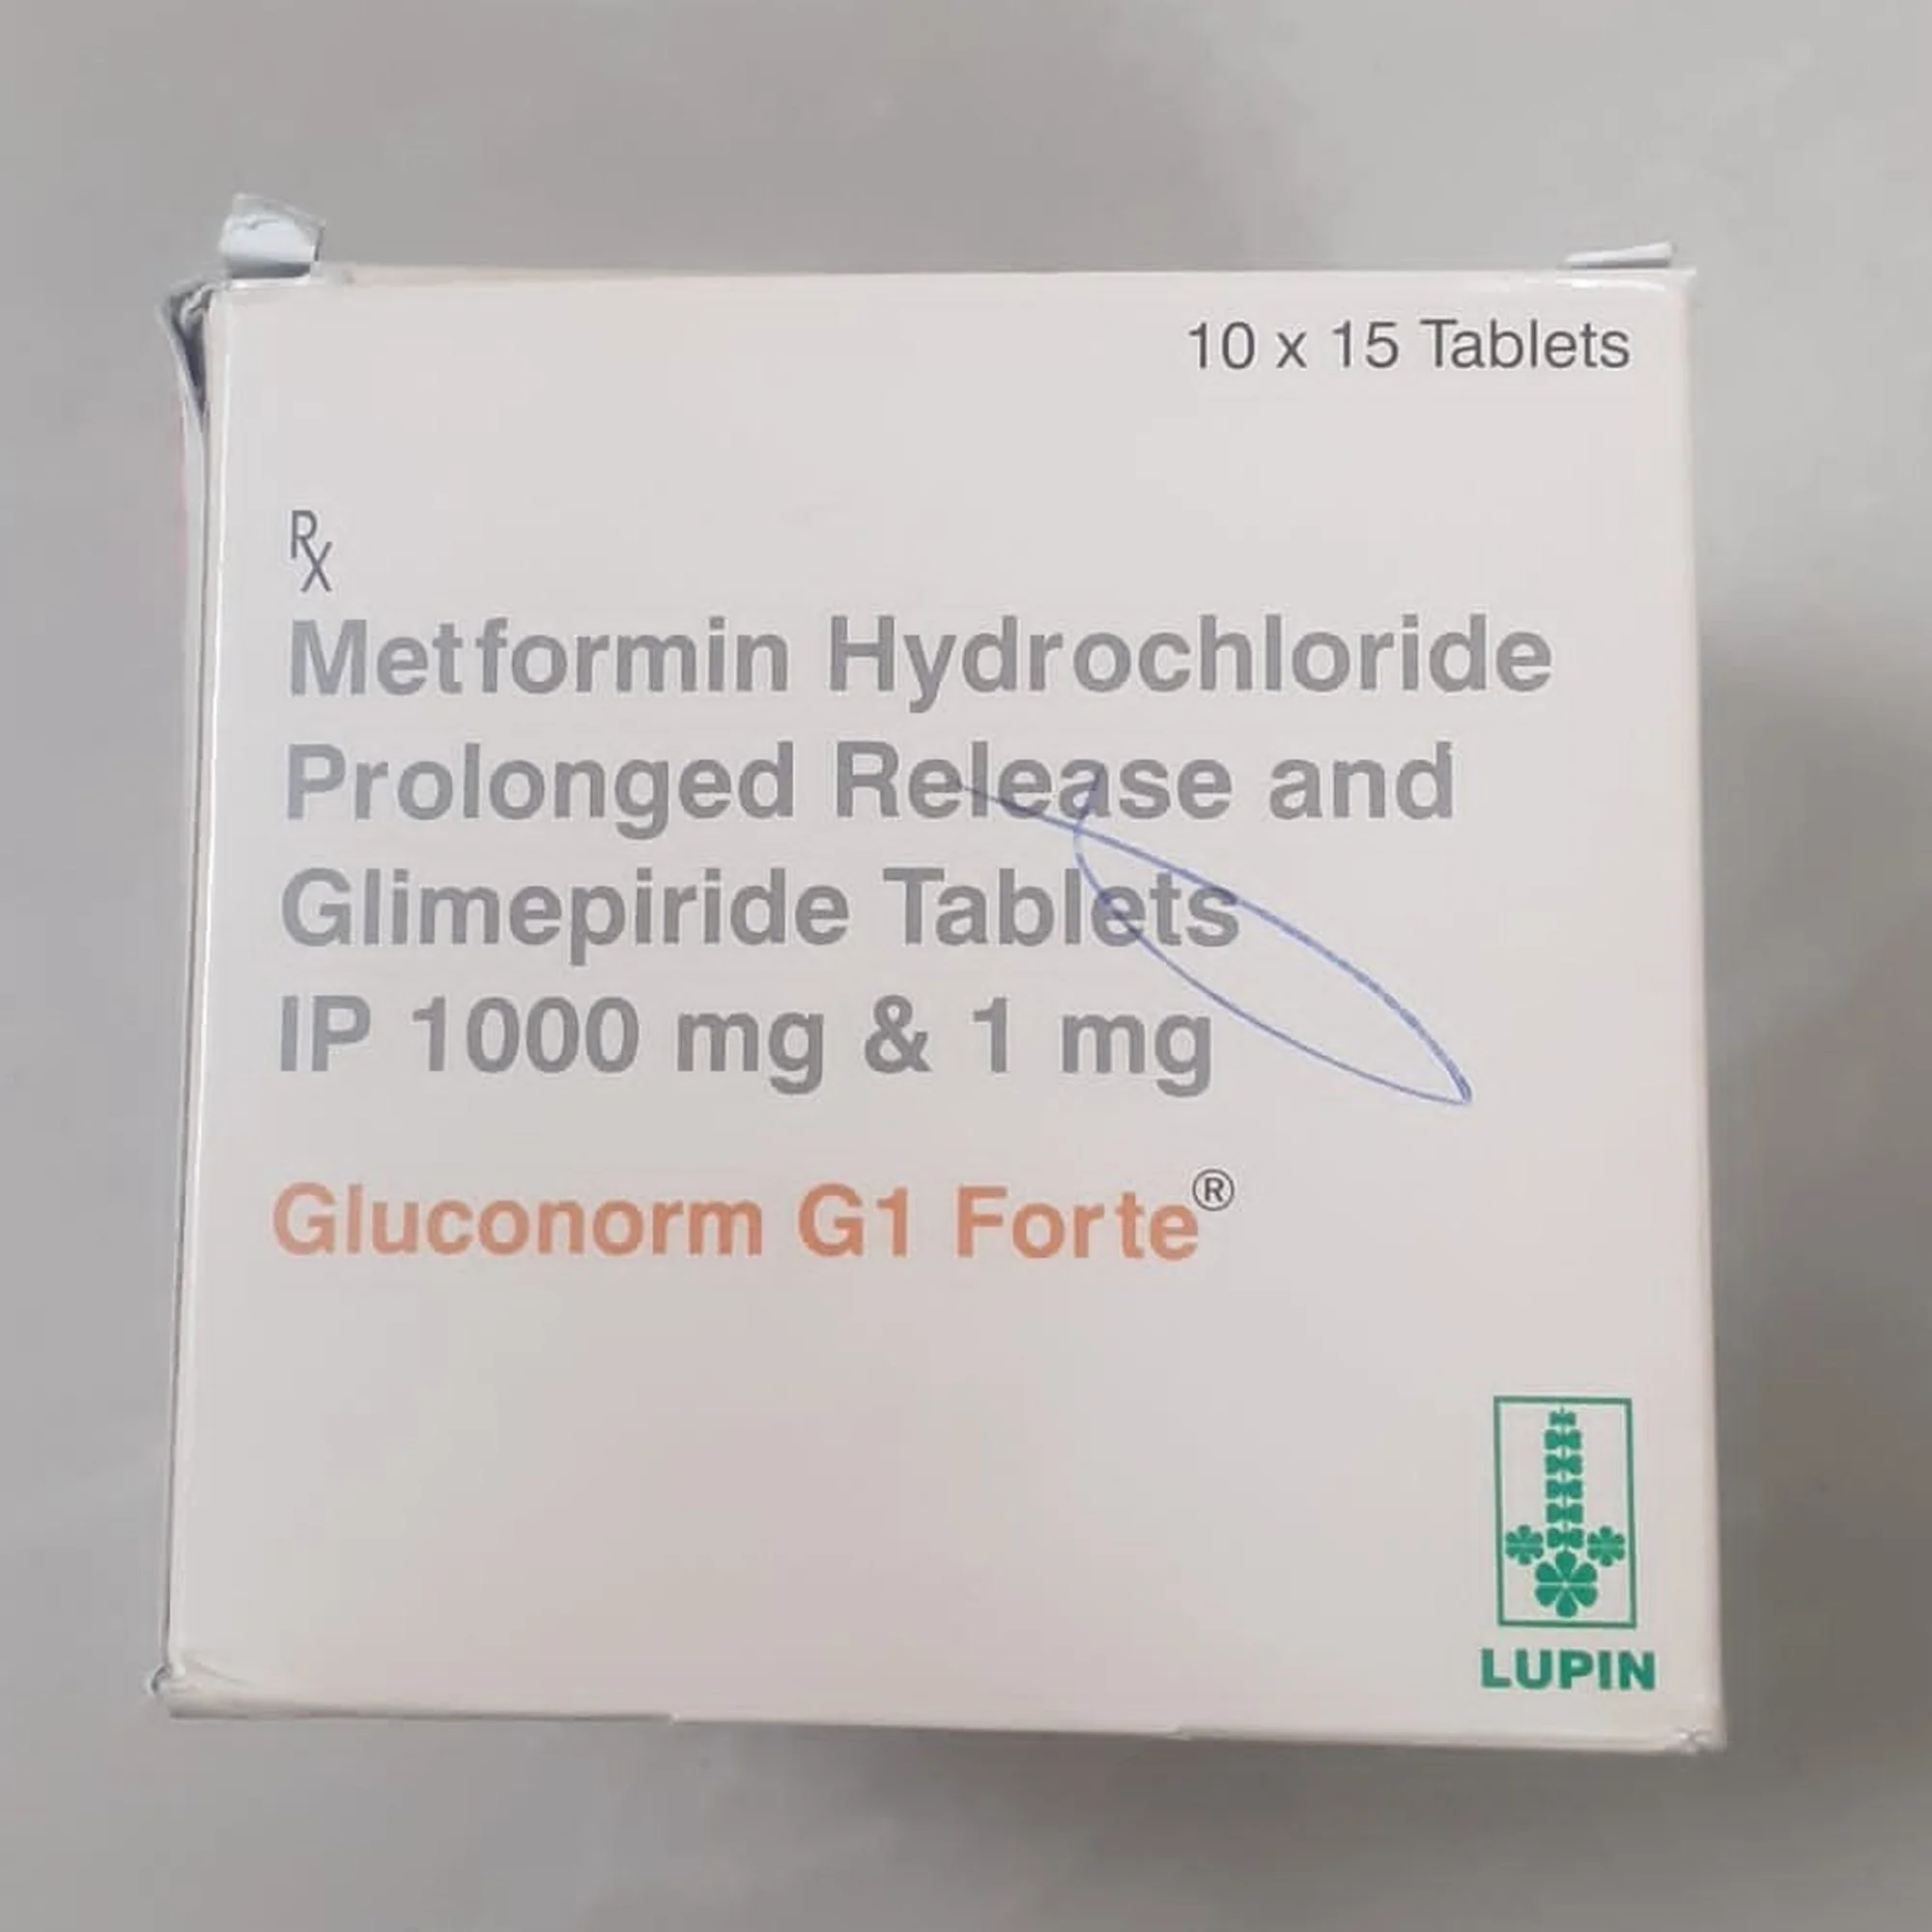 10 x 15 Tablets
Rx
Metformin Hydrochloride
Prolonged Release and
Glimepiride Tablets
IP 1000 mg & 1 mg
Gluconorm G1 Forte®
LUPIN